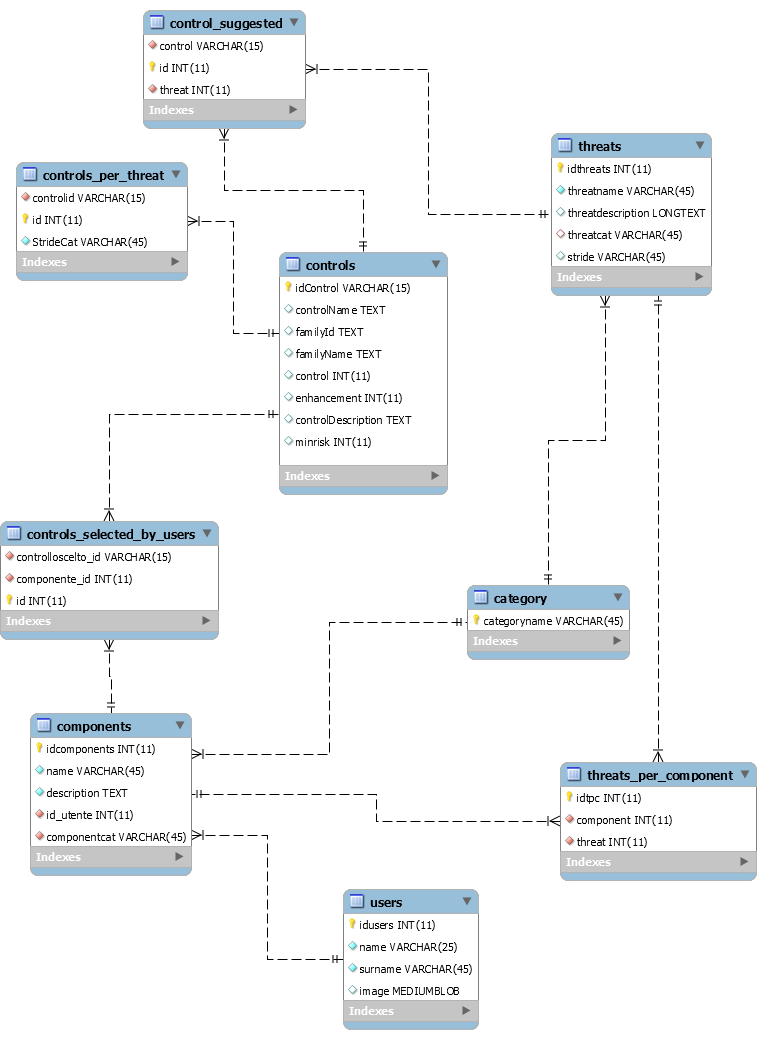 control_suggested
control VARCHAR(15)
id INT(11)
threat INT(11)
Indexes
threats
idthreats INT(11)
threatname VARCHAR(45)
threatdescription LONGTEXT
threatcat VARCHAR(45)
stride VARCHAR(45)
Indexes
controls_per_threat
controlid VARCHAR(15)
id INT(11)
StrideCat VARCHAR(45)
Indexes
controls
idControl VARCHAR(15)
controlName TEXT
familyId TEXT
familyName TEXT
control INT(11)
enhancement INT(11)
controlDescription TEXT
minrisk INT(11)
Indexes
controls_selected_by_users
controlloscelto_id VARCHAR(15)
componente_id INT(11)
id INT(11)
Indexes
category
categoryname VARCHAR(45)
Indexes
components
idcomponents INT(11)
name VARCHAR(45)
description TEXT
id_utente INT(11)
componentcat VARCHAR(45)
Indexes
threats_per_component
idtpc INT(11)
component INT(11)
threat INT(11)
Indexes
users
idusers INT(11)
name VARCHAR(25)
surname VARCHAR(45)
image MEDIUMBLOB
Indexes